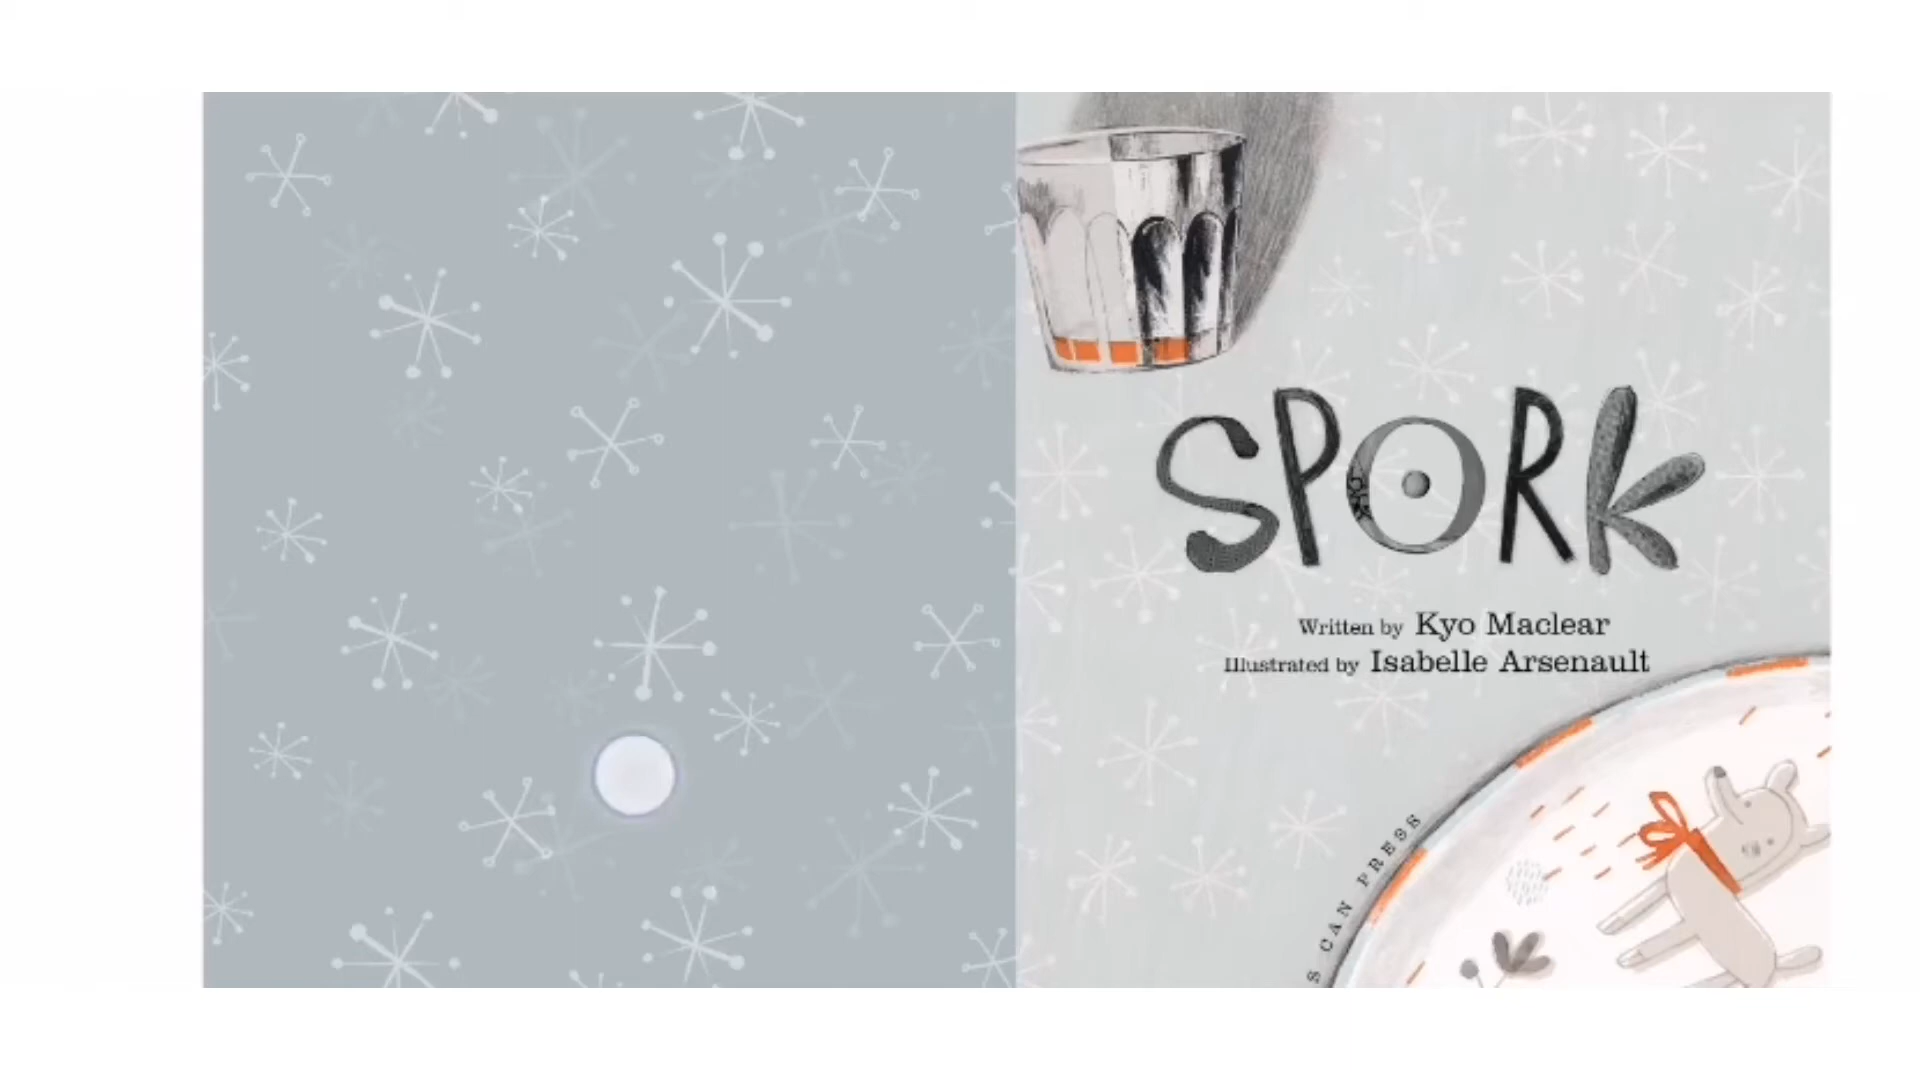 SPORK
Written by Kyo Maclear
Illustrated by Isabelle Arsenault
S CAN PRESS